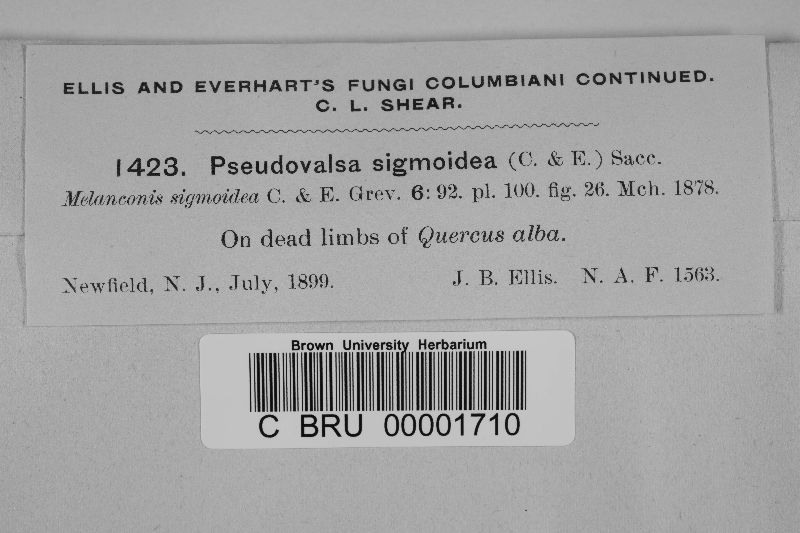 ELLIS AND EVERHART'S FUNGI COLUMBIANI CONTINUED.
C. L. SHEAR.
1423. Pseudovalsa sigmoidea (C. & E.) Sacc.
Melanconis sigmoidea C. & E. Grev. 6: 92. pl. 100. fig. 26. Mch. 1878.
On dead limbs of Quercus alba.
Newfield, N. J., July, 1899. J. B. Ellis. N. A. F. 1563.
Brown University Herbarium
C BRU 00001710